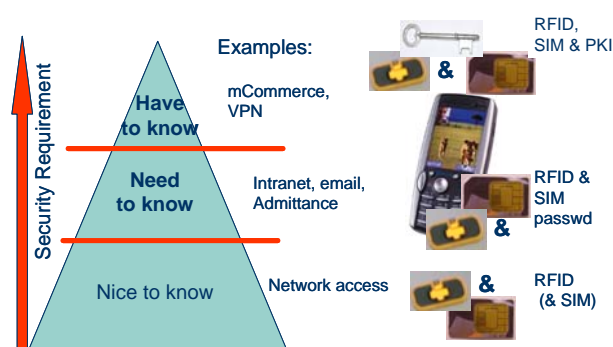 Examples:
RFID,
SIM & PKI
&
Have
to know
mCommerce,
VPN
Security Requirement
Need
to know
Intranet, email,
Admittance
RFID &
SIM
passwd
&
Nice to know
Network access
&
RFID
(& SIM)